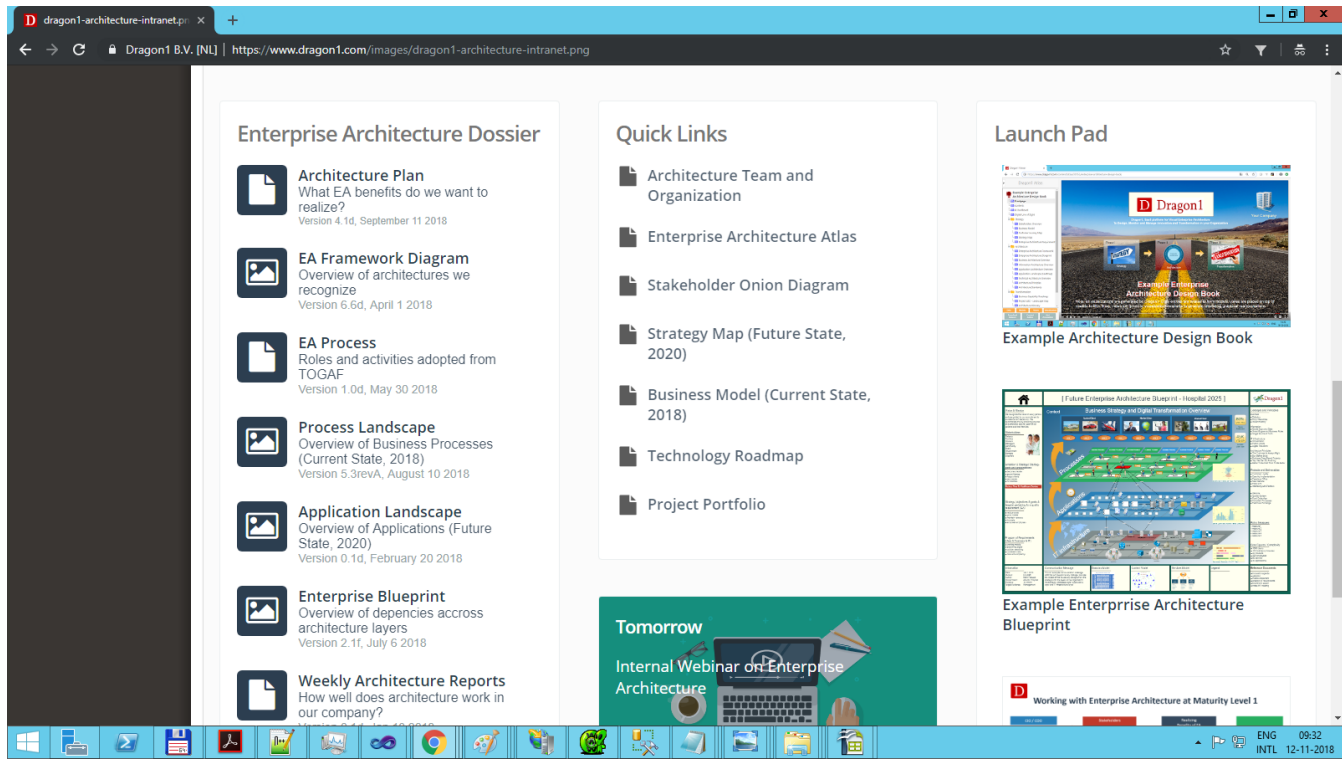 dragon1-architecture-intranet.pn
Dragon1 B.V. [NL] | https://www.dragon1.com/images/dragon1-architecture-intranet.png
Enterprise Architecture Dossier
Architecture Plan
What EA benefits do we want to
realize?
Version 4.1d, September 11 2018
EA Framework Diagram
Overview of architectures we
recognize
Version 6.6d, April 1 2018
EA Process
Roles and activities adopted from
TOGAF
Version 1.0d, May 30 2018
Process Landscape
Overview of Business Processes
(Current State, 2018)
Version 5.3revA, August 10 2018
Application Landscape
Overview of Applications (Future
State, 2020)
Version 0.1d, February 20 2018
Enterprise Blueprint
Overview of depencies accross
architecture layers
Version 2.1f, July 6 2018
Weekly Architecture Reports
How well does architecture work in
our company?
Quick Links
Architecture Team and
Organization
Enterprise Architecture Atlas
Stakeholder Onion Diagram
Strategy Map (Future State,
2020)
Business Model (Current State,
2018)
Technology Roadmap
Project Portfolio
Tomorrow
Internal Webinar on Enterprise
Architecture
Launch Pad
D Dragon1
Your Company
Example Enterprise
Architecture Design Book
Example Architecture Design Book
[ Future Enterprise Architecture Blueprint - Hospital 2025 ]
Dragon1
Business Strategy and Digital Transformation Overview
Processes
Applications
Example Enterprrise Architecture
Blueprint
D
Working with Enterprise Architecture at Maturity Level 1
ENG 09:32
INTL 12-11-2018